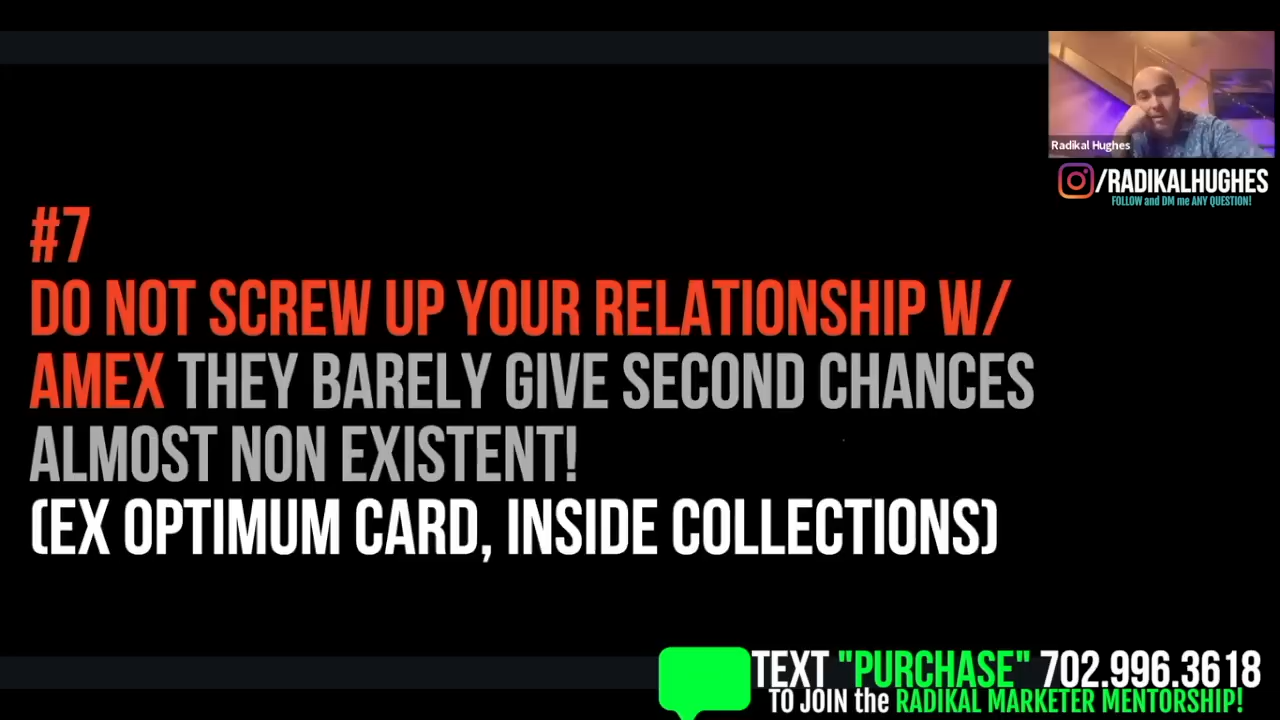 Radikal Hughes
/RADIKALHUGHES
FOLLOW and DM me ANY QUESTION!
#7
DO NOT SCREW UP YOUR RELATIONSHIP W/
AMEX THEY BARELY GIVE SECOND CHANCES
ALMOST NON EXISTENT!
(EX OPTIMUM CARD, INSIDE COLLECTIONS)
TEXT "PURCHASE" 702.996.3618
TO JOIN the RADIKAL MARKETER MENTORSHIP!